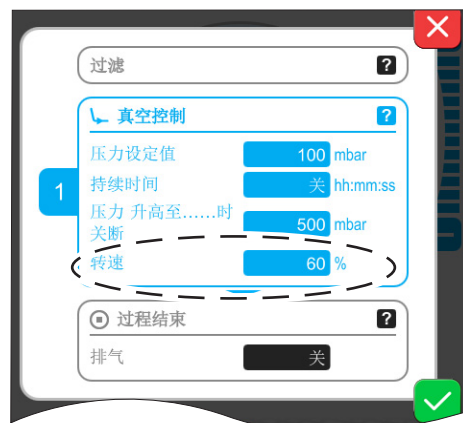 过滤 ?
真空控制 ?
压力设定值 100 mbar
持续时间 关 hh:mm:ss
1
压力 升高至……时
关断 500 mbar
转速 60 %
过程结束 ?
排气 关